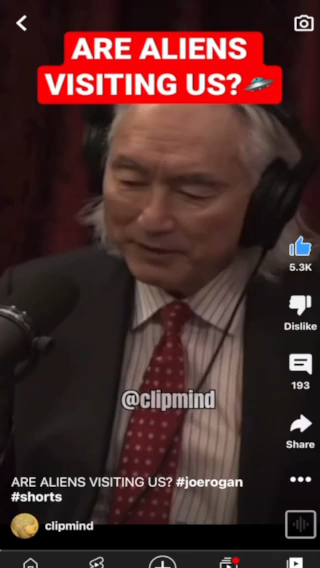 ARE ALIENS
VISITING US?🛸
5.3K
Dislike
193
@clipmind
Share
ARE ALIENS VISITING US? #joerogan
#shorts
clipmind